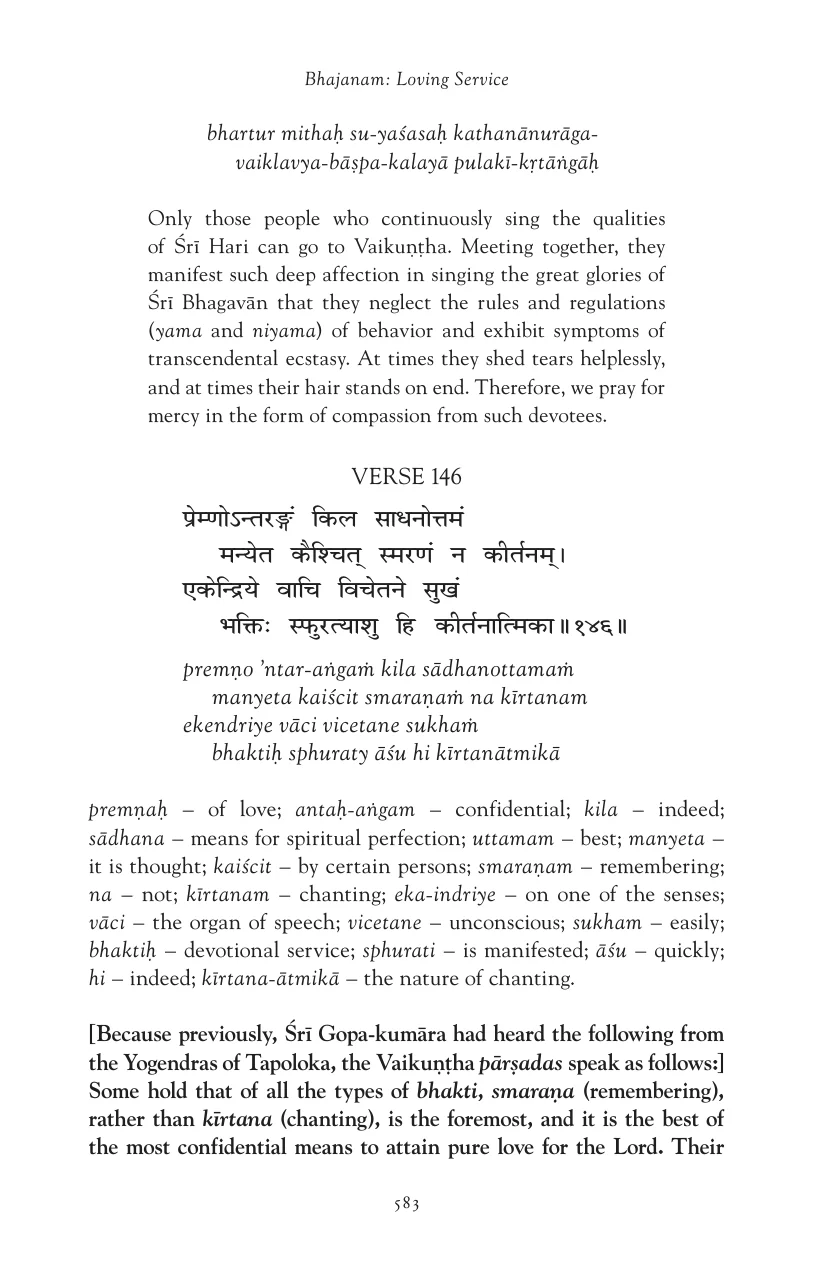 Bhajanam: Loving Service
bhartur mithaḥ su-yaśasaḥ kathanānurāga-
vaiklavya-bāṣpa-kalayā pulakī-kṛtāṅgāḥ
Only those people who continuously sing the qualities
of Śrī Hari can go to Vaikuṇṭha. Meeting together, they
manifest such deep affection in singing the great glories of
Śrī Bhagavān that they neglect the rules and regulations
(yama and niyama) of behavior and exhibit symptoms of
transcendental ecstasy. At times they shed tears helplessly,
and at times their hair stands on end. Therefore, we pray for
mercy in the form of compassion from such devotees.
VERSE 146
प्रेम्णोऽन्तरङ्गं किल साधनोत्तमं
मन्येत कैश्चित् स्मरणं न कीर्तनम्।
एकेन्द्रिये वाचि विचेतने सुखं
भक्तिः स्फुरत्याशु हि कीर्तनात्मिका॥१४६॥
premṇo ’ntar-aṅgaṁ kila sādhanottamaṁ
manyeta kaiścit smaraṇaṁ na kīrtanam
ekendriye vāci vicetane sukhaṁ
bhaktiḥ sphuraty āśu hi kīrtanātmikā
premṇaḥ – of love; antaḥ-aṅgam – confidential; kila – indeed;
sādhana – means for spiritual perfection; uttamam – best; manyeta –
it is thought; kaiścit – by certain persons; smaraṇam – remembering;
na – not; kīrtanam – chanting; eka-indriye – on one of the senses;
vāci – the organ of speech; vicetane – unconscious; sukham – easily;
bhaktiḥ – devotional service; sphurati – is manifested; āśu – quickly;
hi – indeed; kīrtana-ātmikā – the nature of chanting.
[Because previously, Śrī Gopa-kumāra had heard the following from
the Yogendras of Tapoloka, the Vaikuṇṭha pārṣadas speak as follows:]
Some hold that of all the types of bhakti, smaraṇa (remembering),
rather than kīrtana (chanting), is the foremost, and it is the best of
the most confidential means to attain pure love for the Lord. Their
583